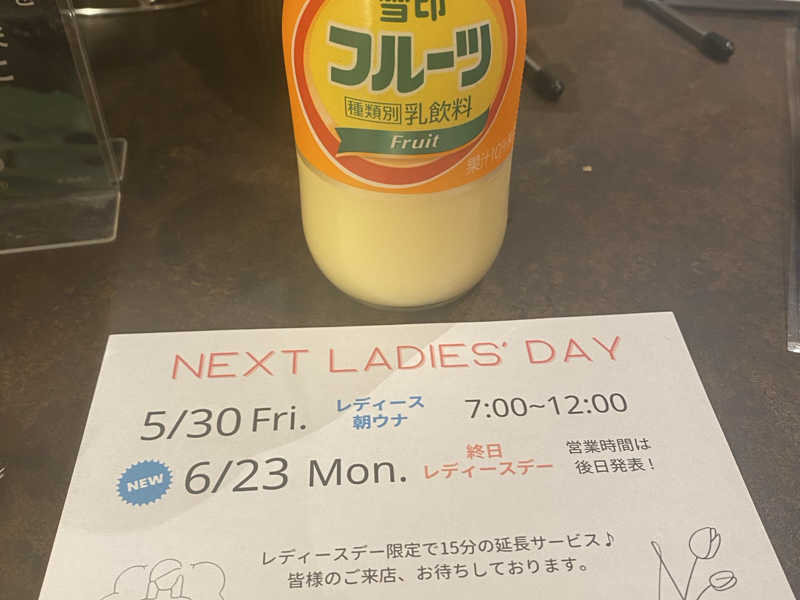 雪印
フルーツ
種類別 乳飲料
Fruit
果汁10%
NEXT LADIES' DAY
5/30 Fri. レディース朝ウナ 7:00~12:00
NEW 6/23 Mon. 終日レディースデー 営業時間は後日発表!
レディースデー限定で15分の延長サービス♪
皆様のご来店、お待ちしております。